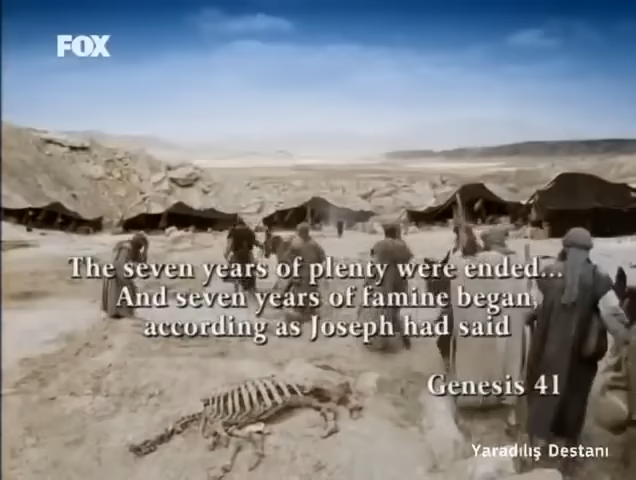 FOX
The seven years of plenty were ended...
And seven years of famine began,
according as Joseph had said
Genesis 41
Yaradılış Destanı